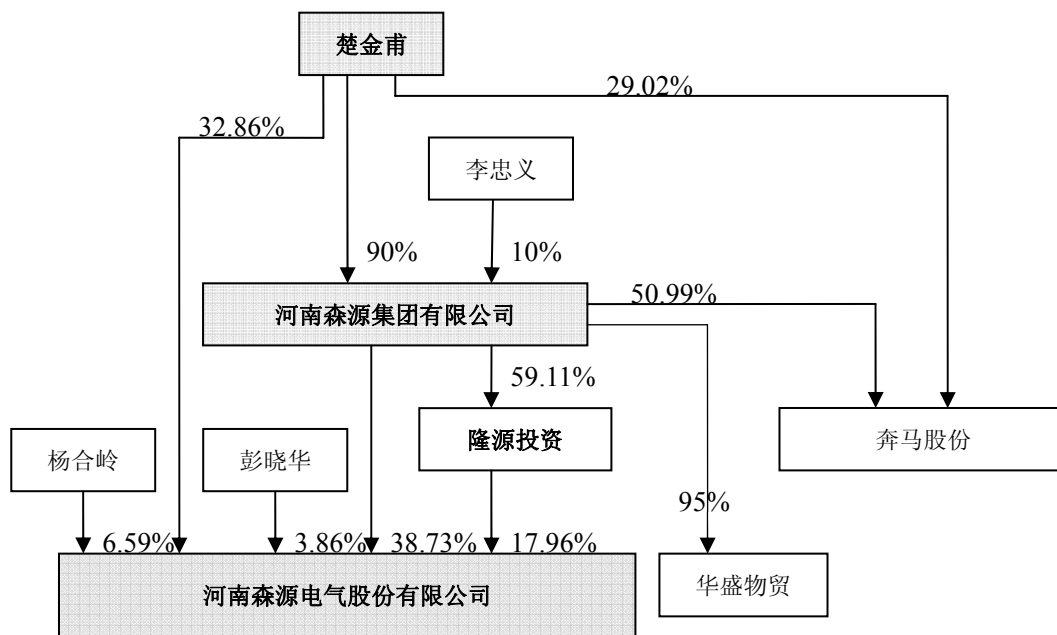 楚金甫
29.02%
32.86%
李忠义
90%
10%
河南森源集团有限公司
50.99%
59.11%
杨合岭
彭晓华
隆源投资
奔马股份
95%
6.59%
3.86%
38.73%
17.96%
河南森源电气股份有限公司
华盛物贸